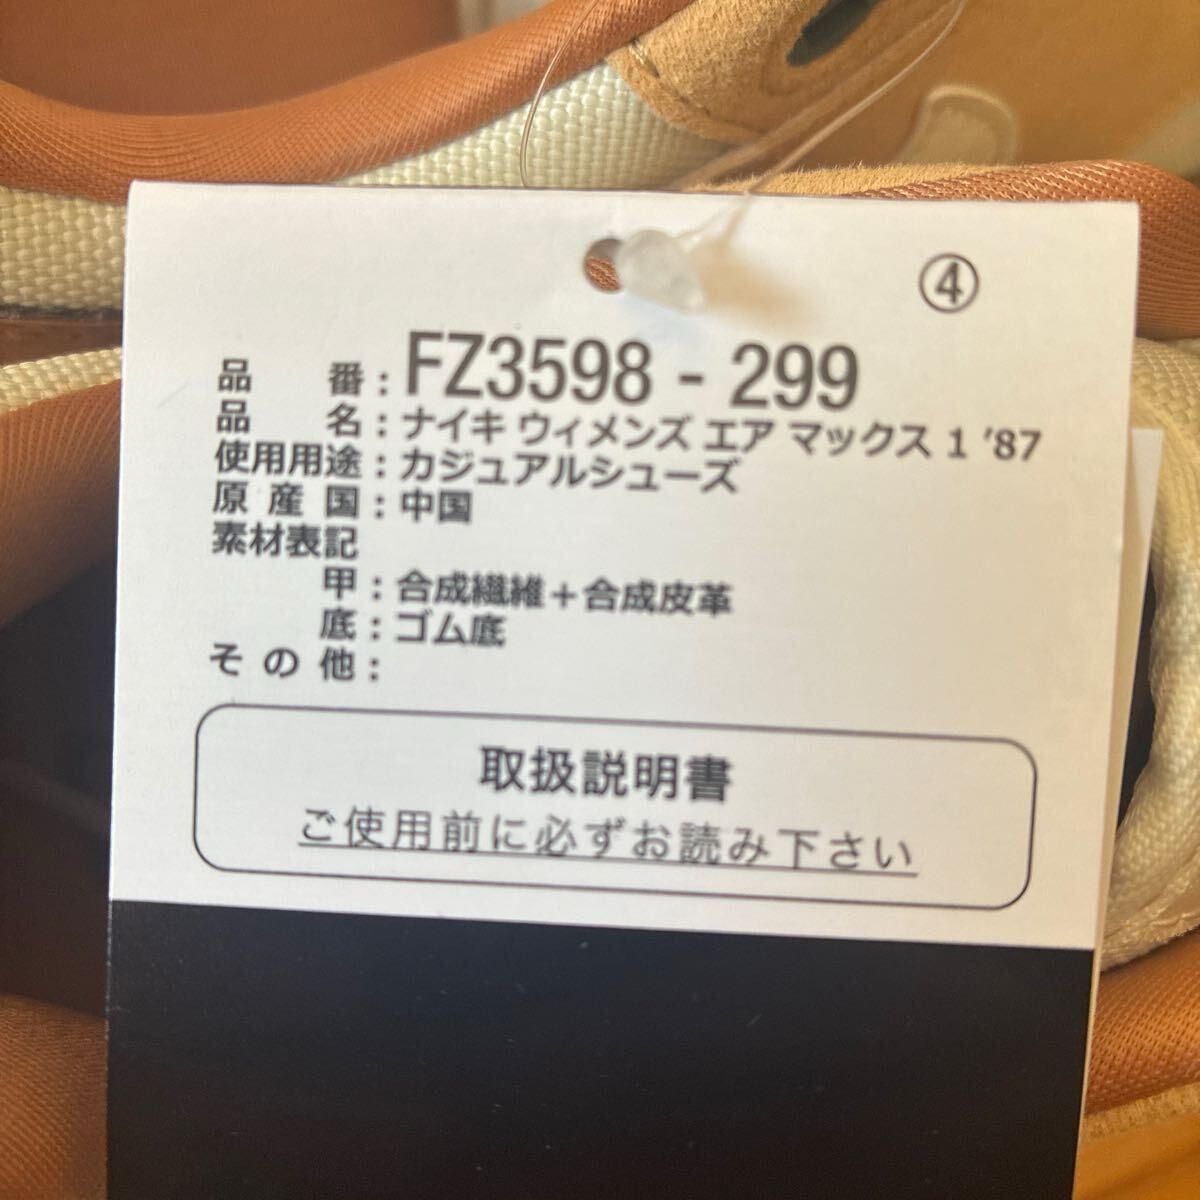 ④
品番：FZ3598 - 299
品名：ナイキ ウィメンズ エア マックス 1 '87
使用用途：カジュアルシューズ
原産国：中国
素材表記
甲：合成繊維＋合成皮革
底：ゴム底
その他：
取扱説明書
ご使用前に必ずお読み下さい